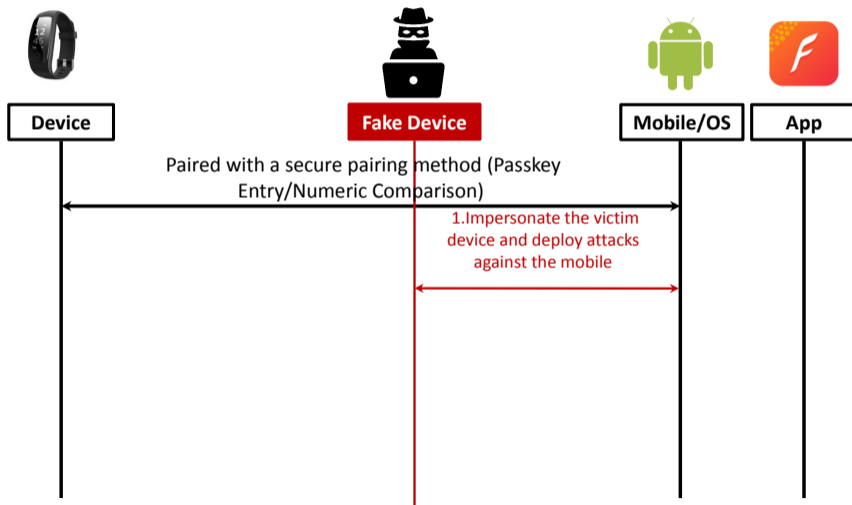 Device
Fake Device
Mobile/OS
App
Paired with a secure pairing method (Passkey
Entry/Numeric Comparison)
1.Impersonate the victim
device and deploy attacks
against the mobile
F